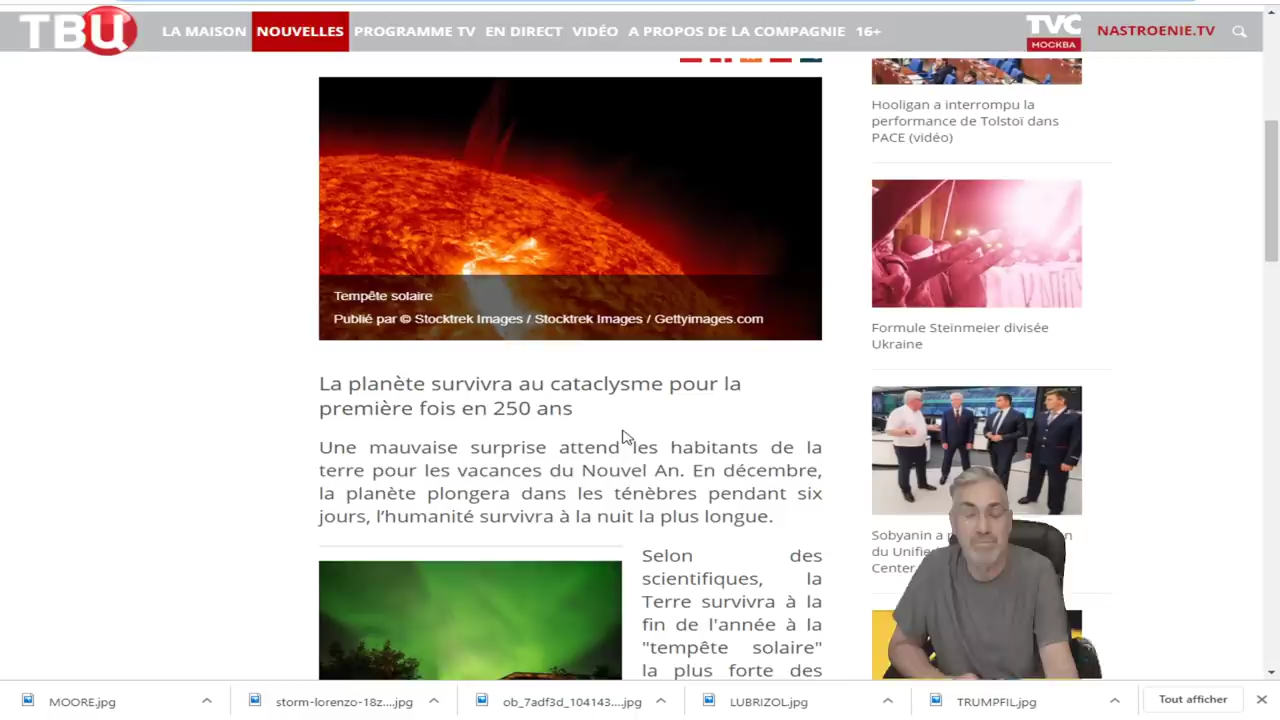 ТВЦ
LA MAISON
NOUVELLES
PROGRAMME TV
EN DIRECT
VIDÉO
A PROPOS DE LA COMPAGNIE
16+
TVC
МОСКВА
NASTROENIE.TV
Tempête solaire
Publié par © Stocktrek Images / Stocktrek Images / Gettyimages.com
La planète survivra au cataclysme pour la
première fois en 250 ans
Une mauvaise surprise attend les habitants de la
terre pour les vacances du Nouvel An. En décembre,
la planète plongera dans les ténèbres pendant six
jours, l’humanité survivra à la nuit la plus longue.
Selon des
scientifiques, la
Terre survivra à la
fin de l'année à la
"tempête solaire"
la plus forte des
Hooligan a interrompu la
performance de Tolstoï dans
PACE (vidéo)
Formule Steinmeier divisée
Ukraine
Sobyanin a
du Unifie
Center
MOORE.jpg
storm-lorenzo-18z....jpg
ob_7adf3d_104143....jpg
LUBRIZOL.jpg
TRUMPFIL.jpg
Tout afficher